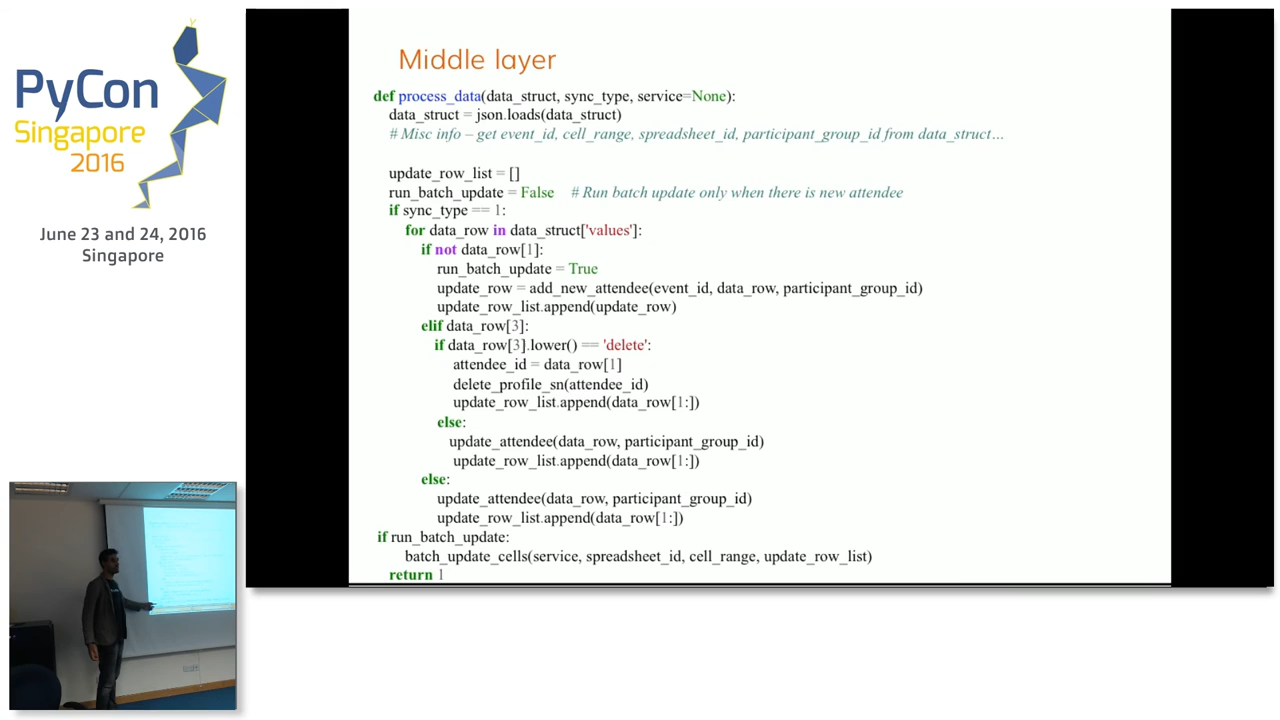 PyCon
Singapore
2016
June 23 and 24, 2016
Singapore
Middle layer
def process_data(data_struct, sync_type, service=None):
data_struct = json.loads(data_struct)
# Misc info – get event_id, cell_range, spreadsheet_id, participant_group_id from data_struct…
update_row_list = []
run_batch_update = False # Run batch update only when there is new attendee
if sync_type == 1:
for data_row in data_struct['values']:
if not data_row[1]:
run_batch_update = True
update_row = add_new_attendee(event_id, data_row, participant_group_id)
update_row_list.append(update_row)
elif data_row[3]:
if data_row[3].lower() == 'delete':
attendee_id = data_row[1]
delete_profile_sn(attendee_id)
update_row_list.append(data_row[1:])
else:
update_attendee(data_row, participant_group_id)
update_row_list.append(data_row[1:])
else:
update_attendee(data_row, participant_group_id)
update_row_list.append(data_row[1:])
if run_batch_update:
batch_update_cells(service, spreadsheet_id, cell_range, update_row_list)
return 1